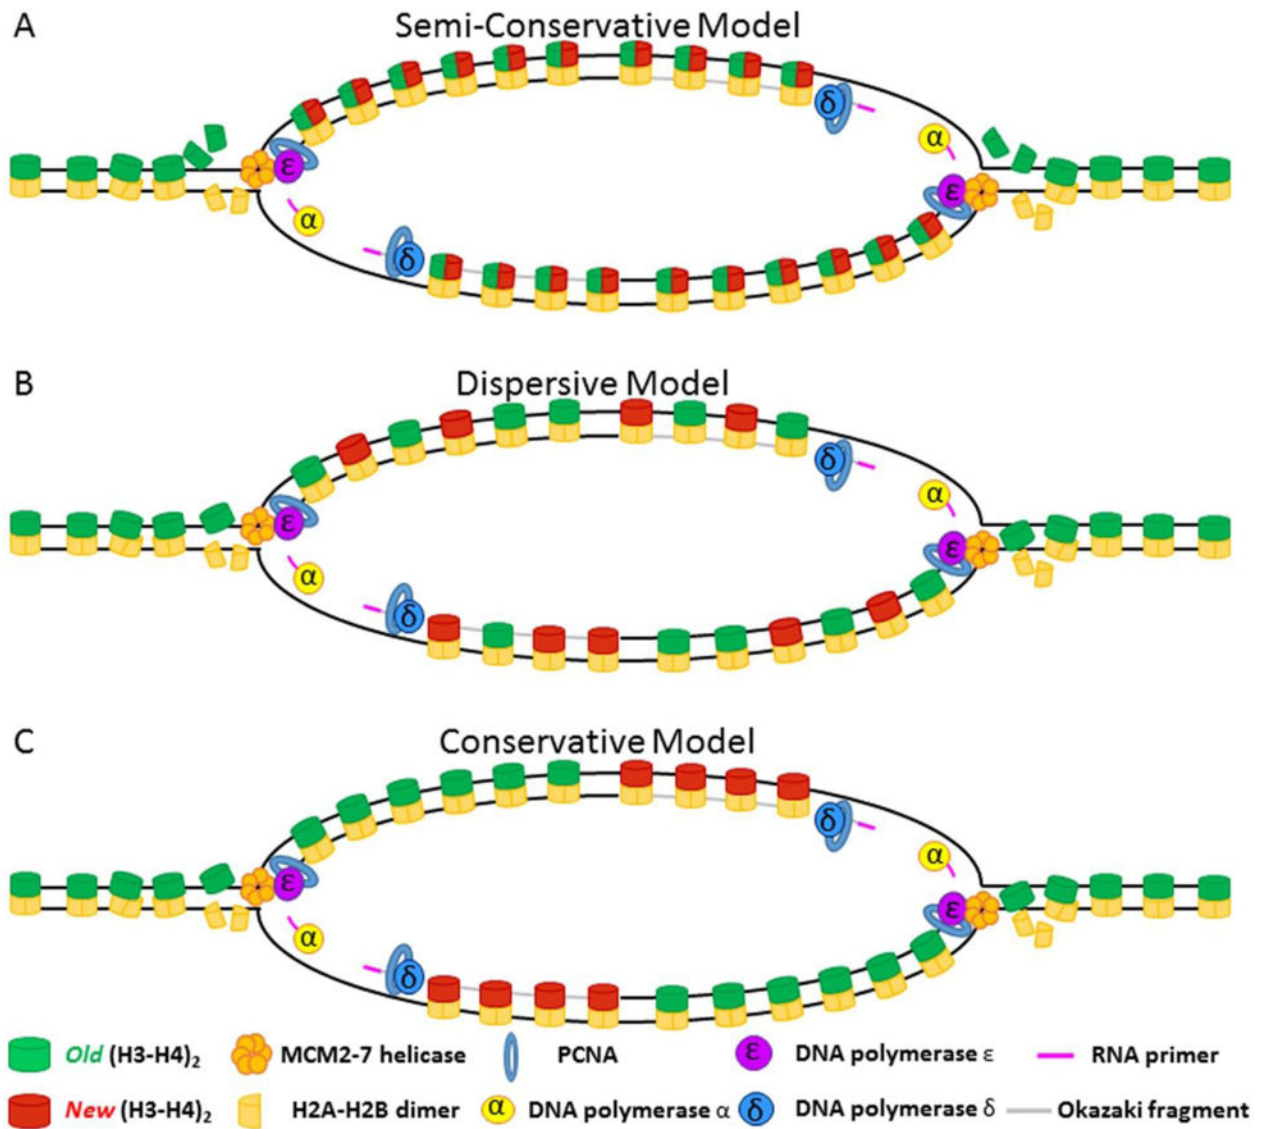 A
Semi-Conservative Model
δ
α
ε
ε
α
δ
B
Dispersive Model
δ
α
ε
ε
α
δ
C
Conservative Model
δ
α
ε
ε
α
δ
Old (H3-H4)₂ MCM2-7 helicase PCNA ε DNA polymerase ε RNA primer
New (H3-H4)₂ H2A-H2B dimer α DNA polymerase α δ DNA polymerase δ Okazaki fragment